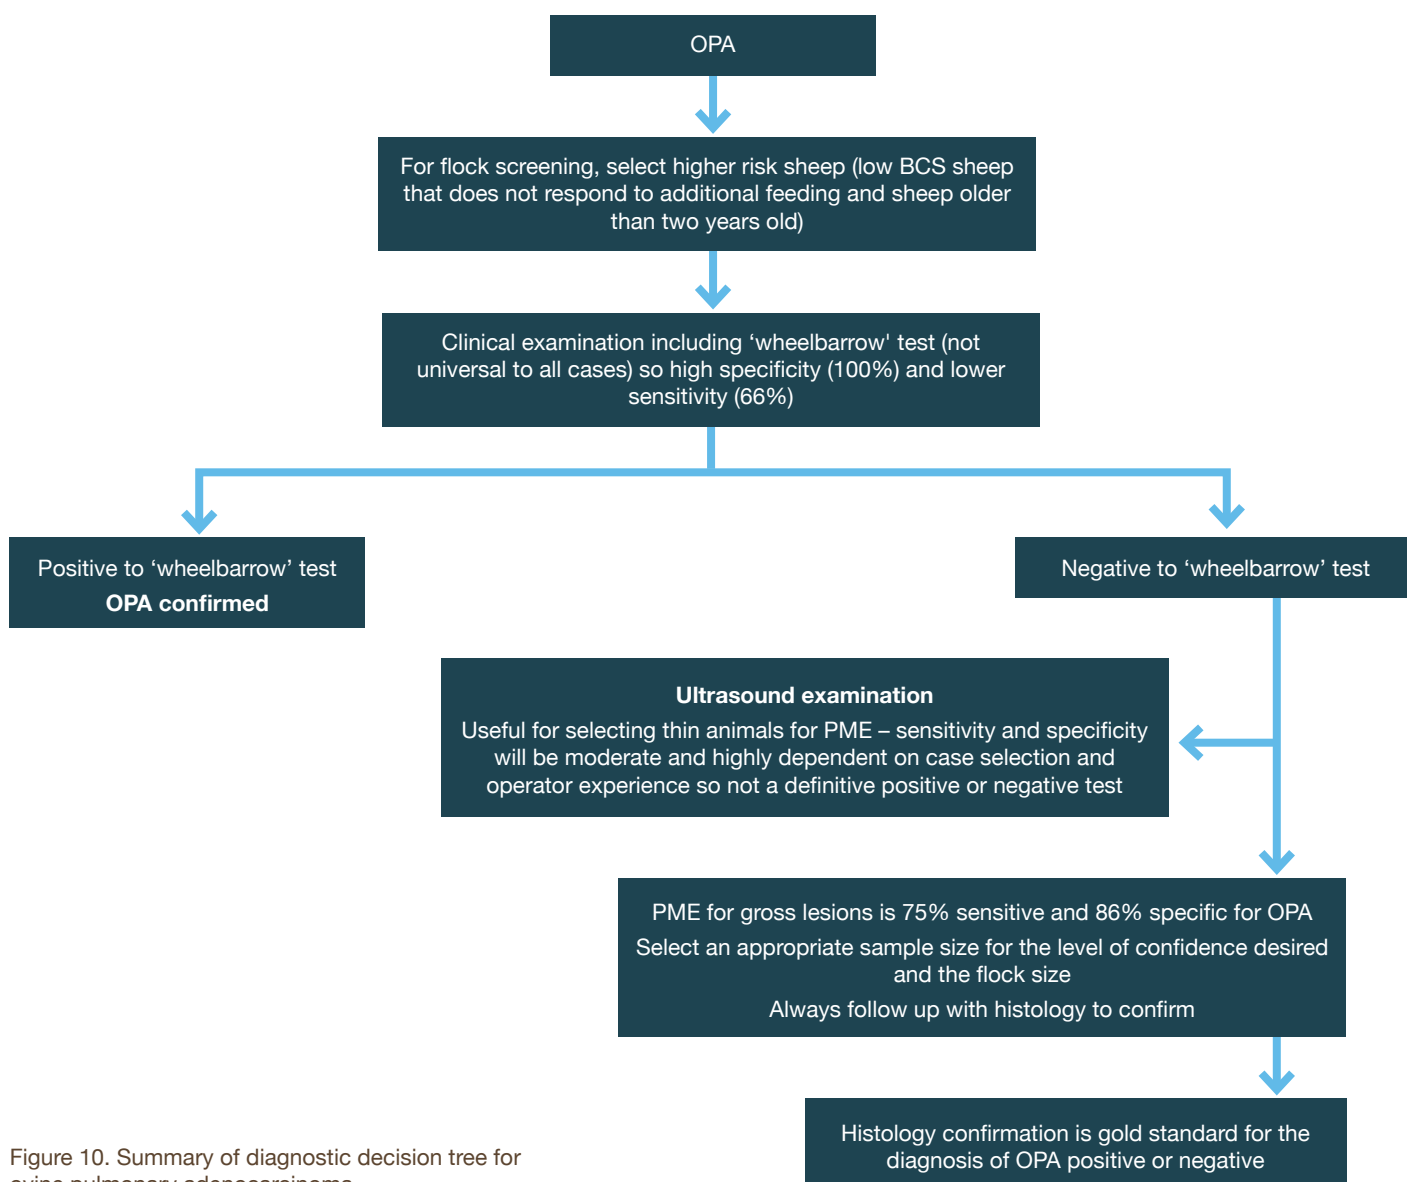 OPA
For flock screening, select higher risk sheep (low BCS sheep
that does not respond to additional feeding and sheep older
than two years old)
Clinical examination including ‘wheelbarrow' test (not
universal to all cases) so high specificity (100%) and lower
sensitivity (66%)
Positive to ‘wheelbarrow’ test
OPA confirmed
Negative to ‘wheelbarrow’ test
Ultrasound examination
Useful for selecting thin animals for PME – sensitivity and specificity
will be moderate and highly dependent on case selection and
operator experience so not a definitive positive or negative test
PME for gross lesions is 75% sensitive and 86% specific for OPA
Select an appropriate sample size for the level of confidence desired
and the flock size
Always follow up with histology to confirm
Histology confirmation is gold standard for the
diagnosis of OPA positive or negative
Figure 10. Summary of diagnostic decision tree for
ovine pulmonary adenocarcinoma